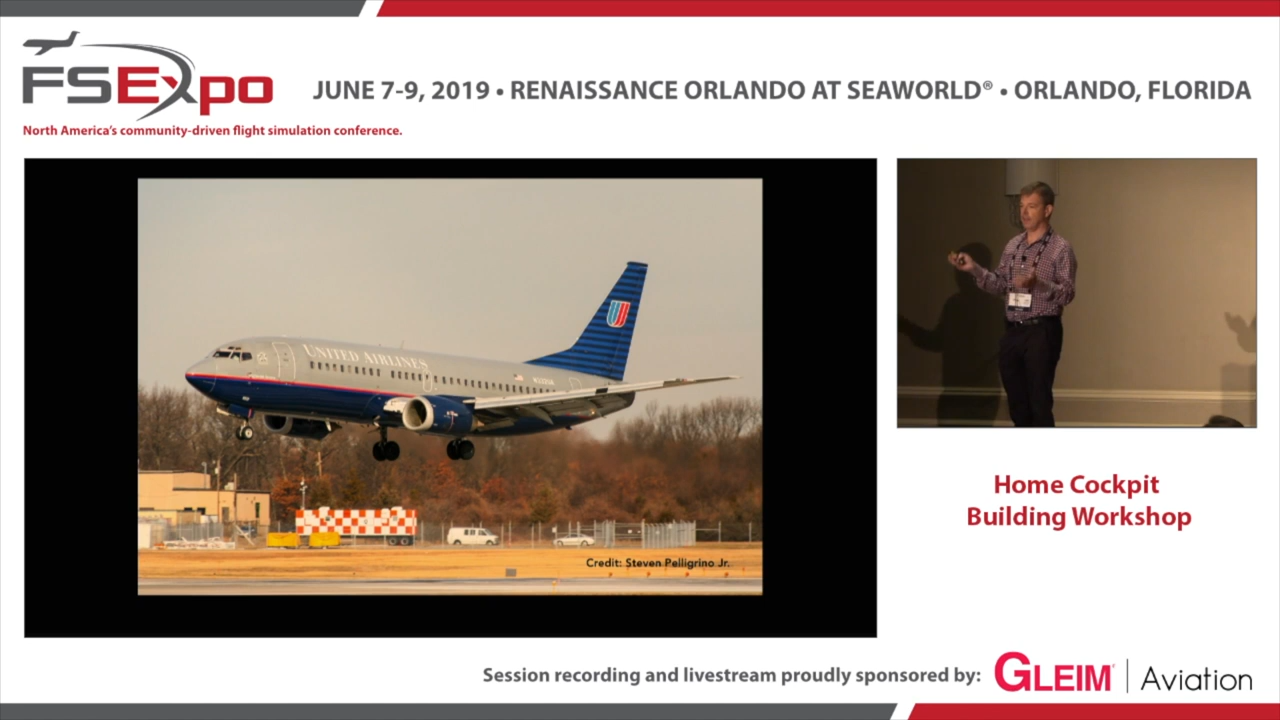 FSExpo
JUNE 7-9, 2019 • RENAISSANCE ORLANDO AT SEAWORLD® • ORLANDO, FLORIDA
North America's community-driven flight simulation conference.
UNITED AIRLINES
Credit: Steven Pelligrino Jr.
Home Cockpit
Building Workshop
Session recording and livestream proudly sponsored by:
GLEIM® | Aviation